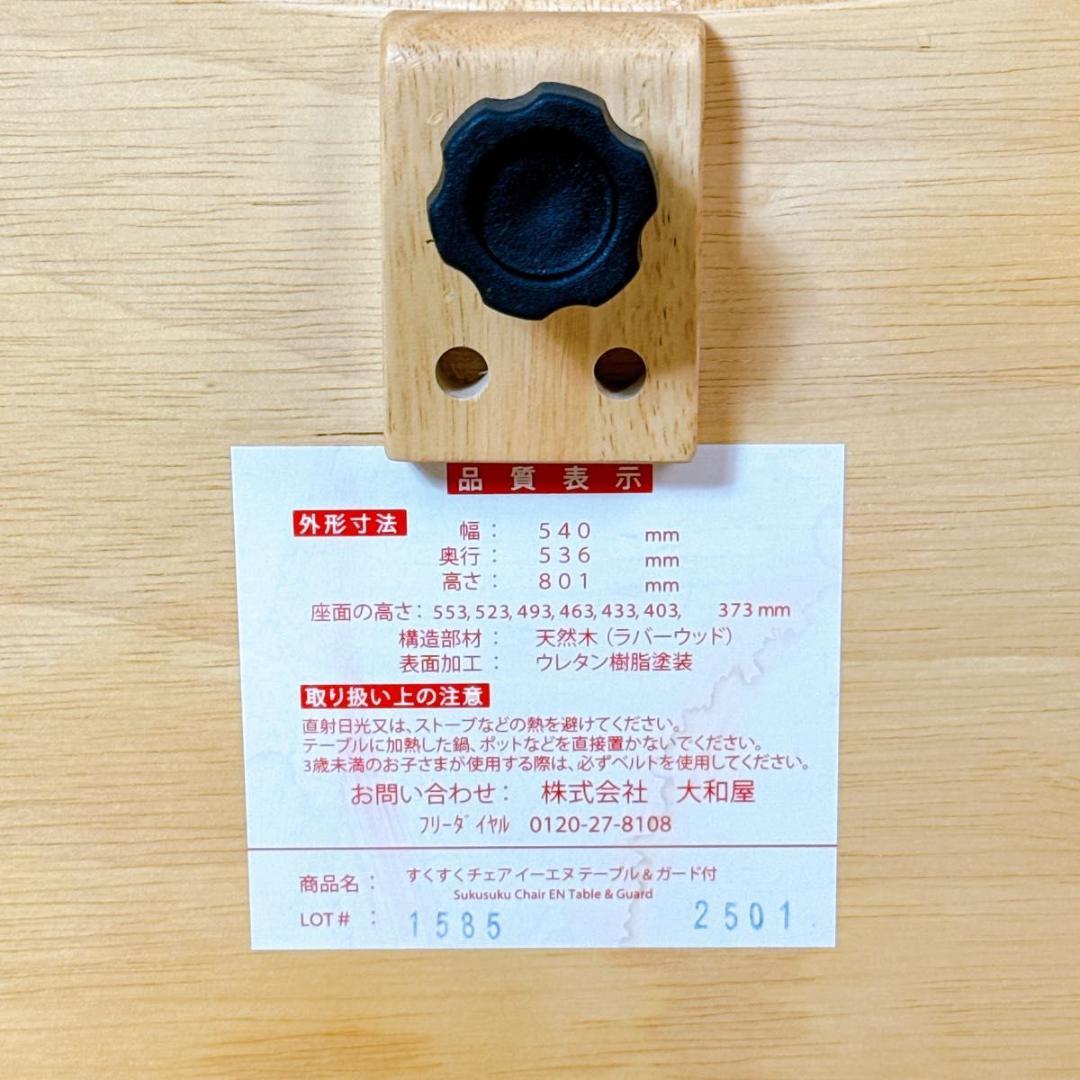 品質表示
外形寸法
幅： 540 mm
奥行： 536 mm
高さ： 801 mm
座面の高さ：553, 523, 493, 463, 433, 403, 373 mm
構造部材： 天然木（ラバーウッド）
表面加工： ウレタン樹脂塗装
取り扱い上の注意
直射日光又は、ストーブなどの熱を避けてください。
テーブルに加熱した鍋、ポットなどを直接置かないでください。
3歳未満のお子さまが使用する際は、必ずベルトを使用してください。
お問い合わせ： 株式会社 大和屋
ﾌﾘｰﾀﾞｲﾔﾙ 0120-27-8108
商品名： すくすくチェアイーエヌテーブル＆ガード付
Sukusuku Chair EN Table & Guard
LOT＃： 1585 2501